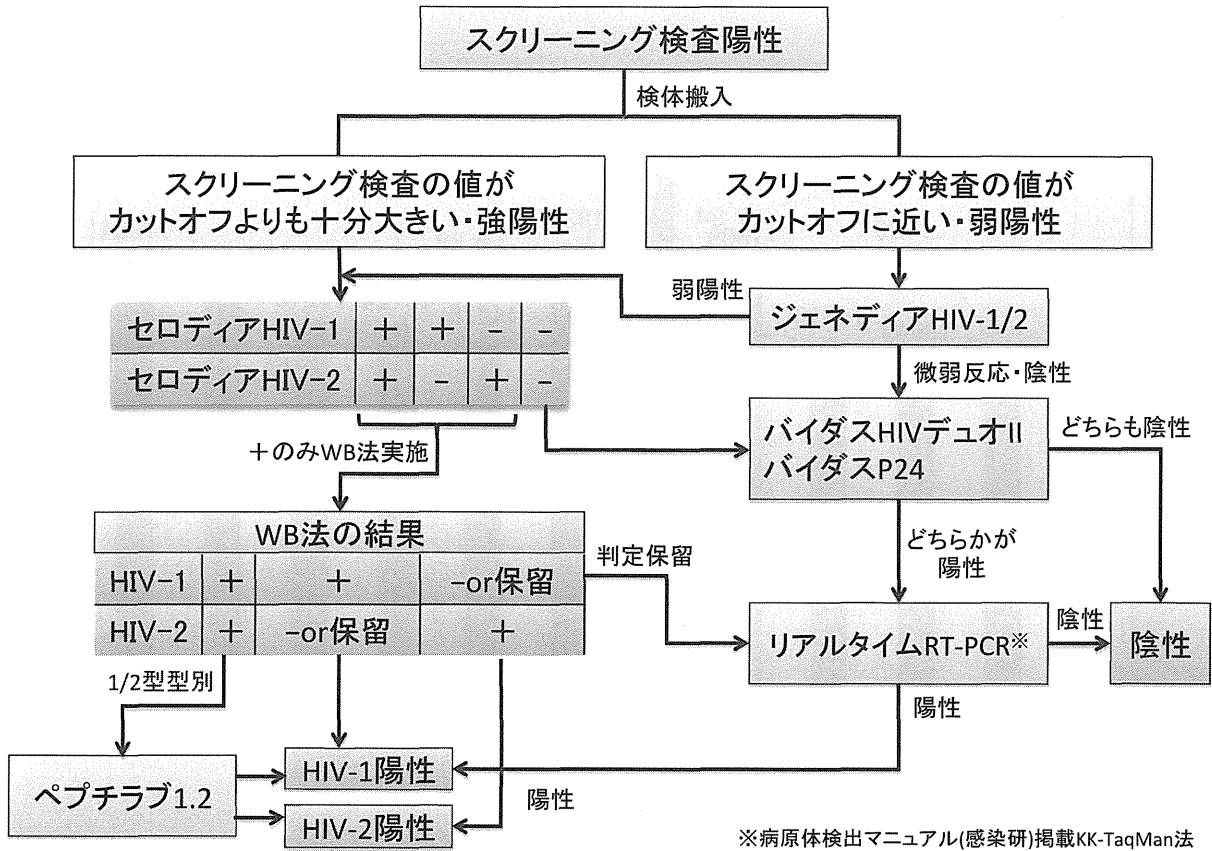 スクリーニング検査陽性
検体搬入
スクリーニング検査の値が
カットオフよりも十分大きい・強陽性
スクリーニング検査の値が
カットオフに近い・弱陽性
弱陽性
ジェネディアHIV-1/2
セロディアHIV-1 + + - -
セロディアHIV-2 + - + -
微弱反応・陰性
+のみWB法実施
バイダスHIVデュオII
バイダスP24
どちらも陰性
どちらかが
陽性
WB法の結果
HIV-1 + + -or保留
HIV-2 + -or保留 +
判定保留
リアルタイムRT-PCR※
陰性
陰性
1/2型型別
陽性
ペプチラブ1.2
HIV-1陽性
HIV-2陽性
陽性
※病原体検出マニュアル(感染研)掲載KK-TaqMan法